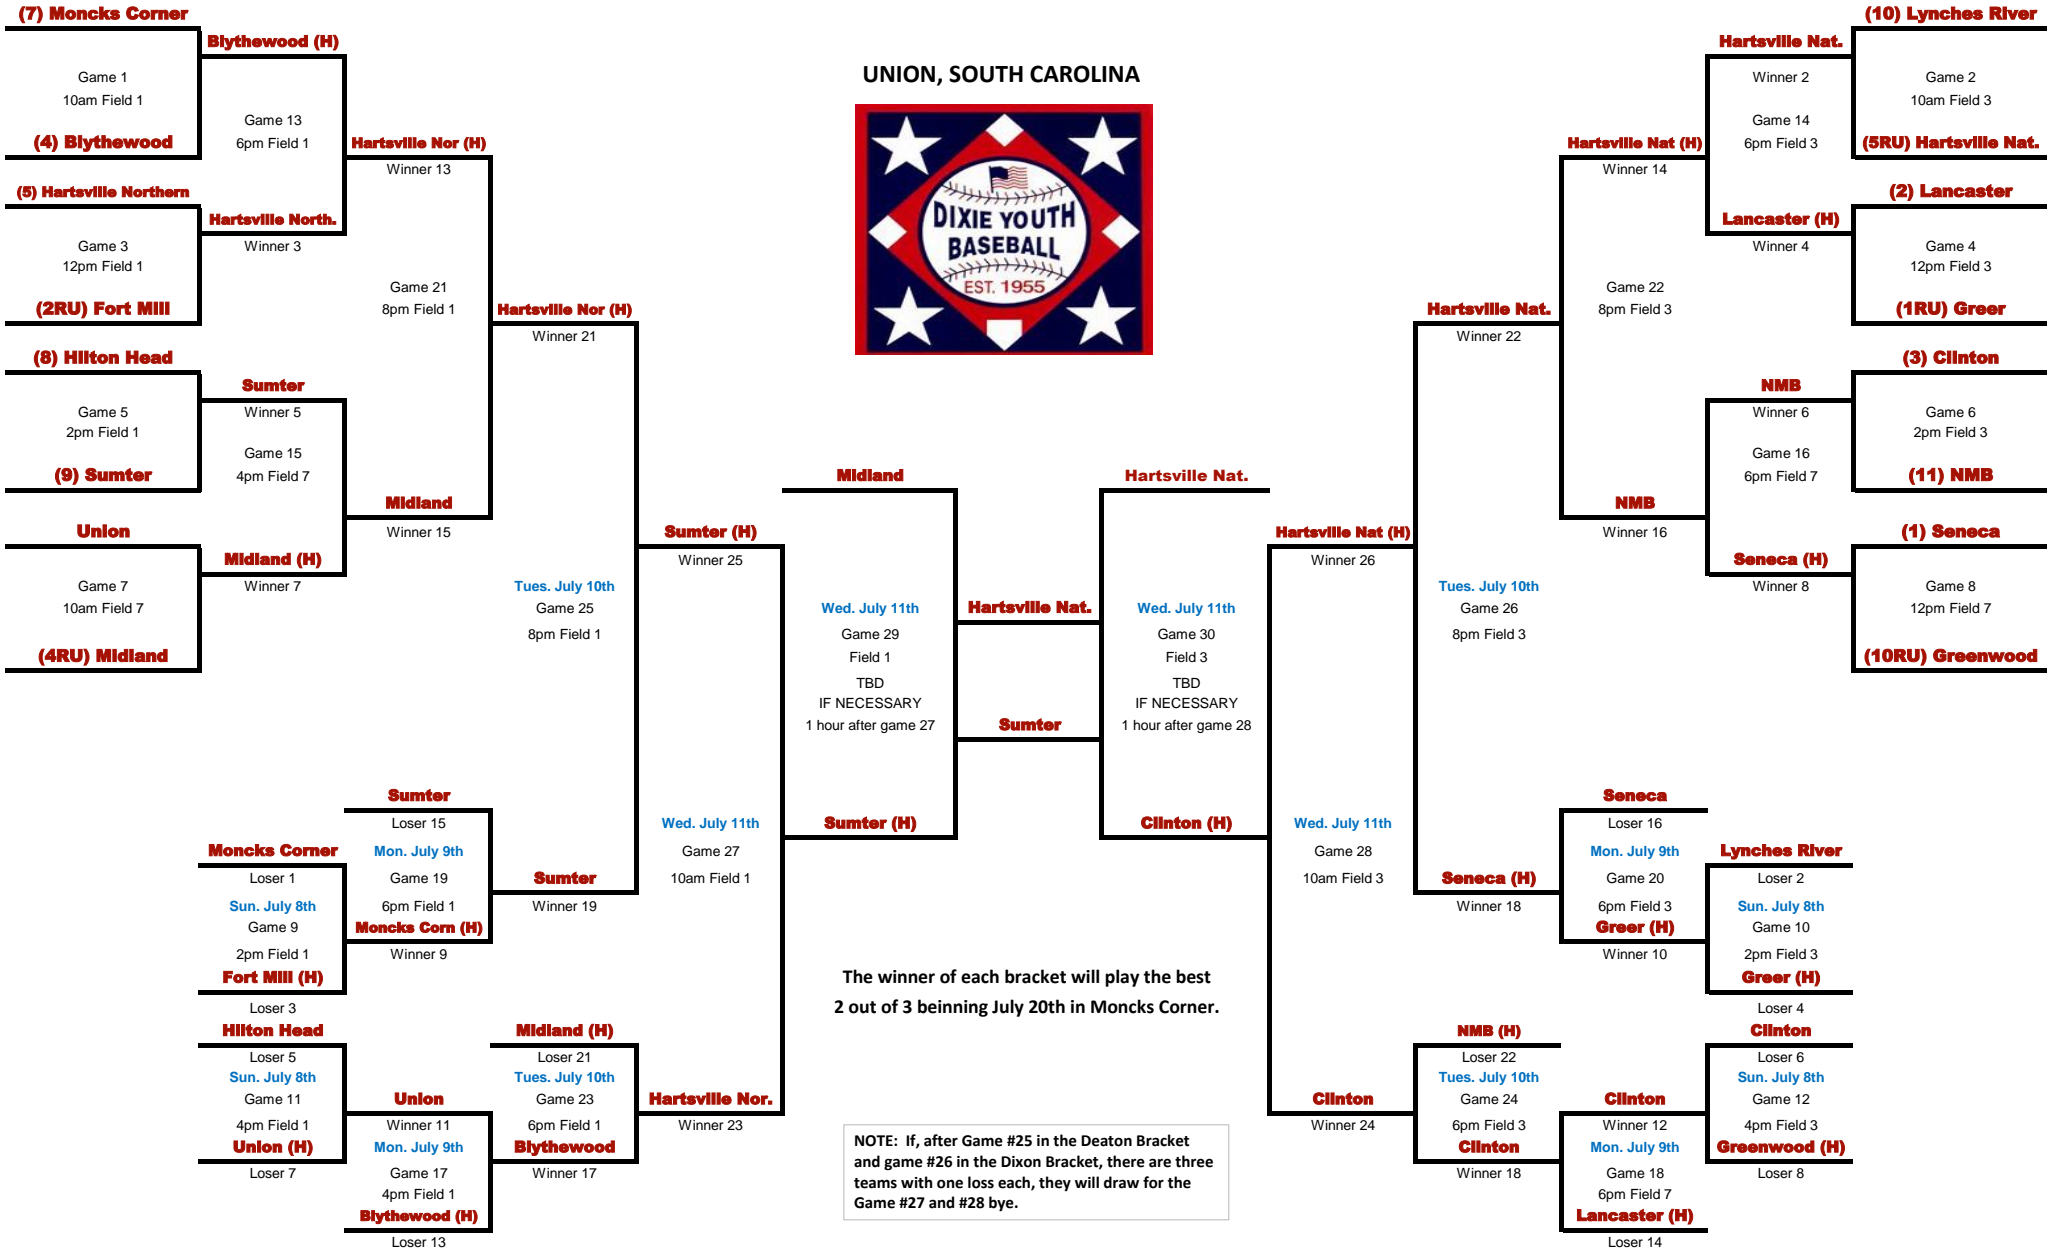 (7) Moncks Corner
Blythewood (H)
Game 1
10am Field 1
Game 13
6pm Field 1
(4) Blythewood
Hartsville Nor (H)
Winner 13
(5) Hartsville Northern
Hartsville North.
Winner 3
Game 3
12pm Field 1
(2RU) Fort Mill
Game 21
8pm Field 1
Hartsville Nor (H)
Winner 21
(8) Hilton Head
Sumter
Winner 5
Game 5
2pm Field 1
Game 15
4pm Field 7
(9) Sumter
Midland
Winner 15
Union
Midland (H)
Winner 7
Game 7
10am Field 7
(4RU) Midland
Tues. July 10th
Game 25
8pm Field 1
Sumter (H)
Winner 25
Sumter
Loser 15
Moncks Corner
Loser 1
Mon. July 9th
Game 19
6pm Field 1
Sun. July 8th
Game 9
2pm Field 1
Moncks Corn (H)
Winner 9
Fort Mill (H)
Loser 3
Sumter
Winner 19
Wed. July 11th
Game 27
10am Field 1
Hilton Head
Loser 5
Sun. July 8th
Game 11
4pm Field 1
Union (H)
Loser 7
Union
Winner 11
Mon. July 9th
Game 17
4pm Field 1
Blythewood (H)
Loser 13
Midland (H)
Loser 21
Tues. July 10th
Game 23
6pm Field 1
Blythewood
Winner 17
Hartsville Nor.
Winner 23
UNION, SOUTH CAROLINA
DIXIE YOUTH
BASEBALL
EST. 1955
Midland
Wed. July 11th
Game 29
Field 1
TBD
IF NECESSARY
1 hour after game 27
Sumter (H)
Hartsville Nat.
Sumter
Hartsville Nat.
Wed. July 11th
Game 30
Field 3
TBD
IF NECESSARY
1 hour after game 28
Clinton (H)
The winner of each bracket will play the best
2 out of 3 beinning July 20th in Moncks Corner.
NOTE: If, after Game #25 in the Deaton Bracket
and game #26 in the Dixon Bracket, there are three
teams with one loss each, they will draw for the
Game #27 and #28 bye.
(10) Lynches River
Hartsville Nat.
Winner 2
Game 2
10am Field 3
Game 14
6pm Field 3
(5RU) Hartsville Nat.
Hartsville Nat (H)
Winner 14
(2) Lancaster
Lancaster (H)
Winner 4
Game 4
12pm Field 3
(1RU) Greer
Game 22
8pm Field 3
Hartsville Nat.
Winner 22
(3) Clinton
NMB
Winner 6
Game 6
2pm Field 3
Game 16
6pm Field 7
(11) NMB
NMB
Winner 16
(1) Seneca
Seneca (H)
Winner 8
Game 8
12pm Field 7
(10RU) Greenwood
Hartsville Nat (H)
Winner 26
Tues. July 10th
Game 26
8pm Field 3
Seneca
Loser 16
Wed. July 11th
Game 28
10am Field 3
Mon. July 9th
Game 20
6pm Field 3
Lynches River
Loser 2
Sun. July 8th
Game 10
2pm Field 3
Greer (H)
Loser 4
Seneca (H)
Winner 18
Greer (H)
Winner 10
NMB (H)
Loser 22
Tues. July 10th
Game 24
6pm Field 3
Clinton
Winner 18
Clinton
Winner 24
Clinton
Loser 6
Sun. July 8th
Game 12
4pm Field 3
Greenwood (H)
Loser 8
Clinton
Winner 12
Mon. July 9th
Game 18
6pm Field 7
Lancaster (H)
Loser 14